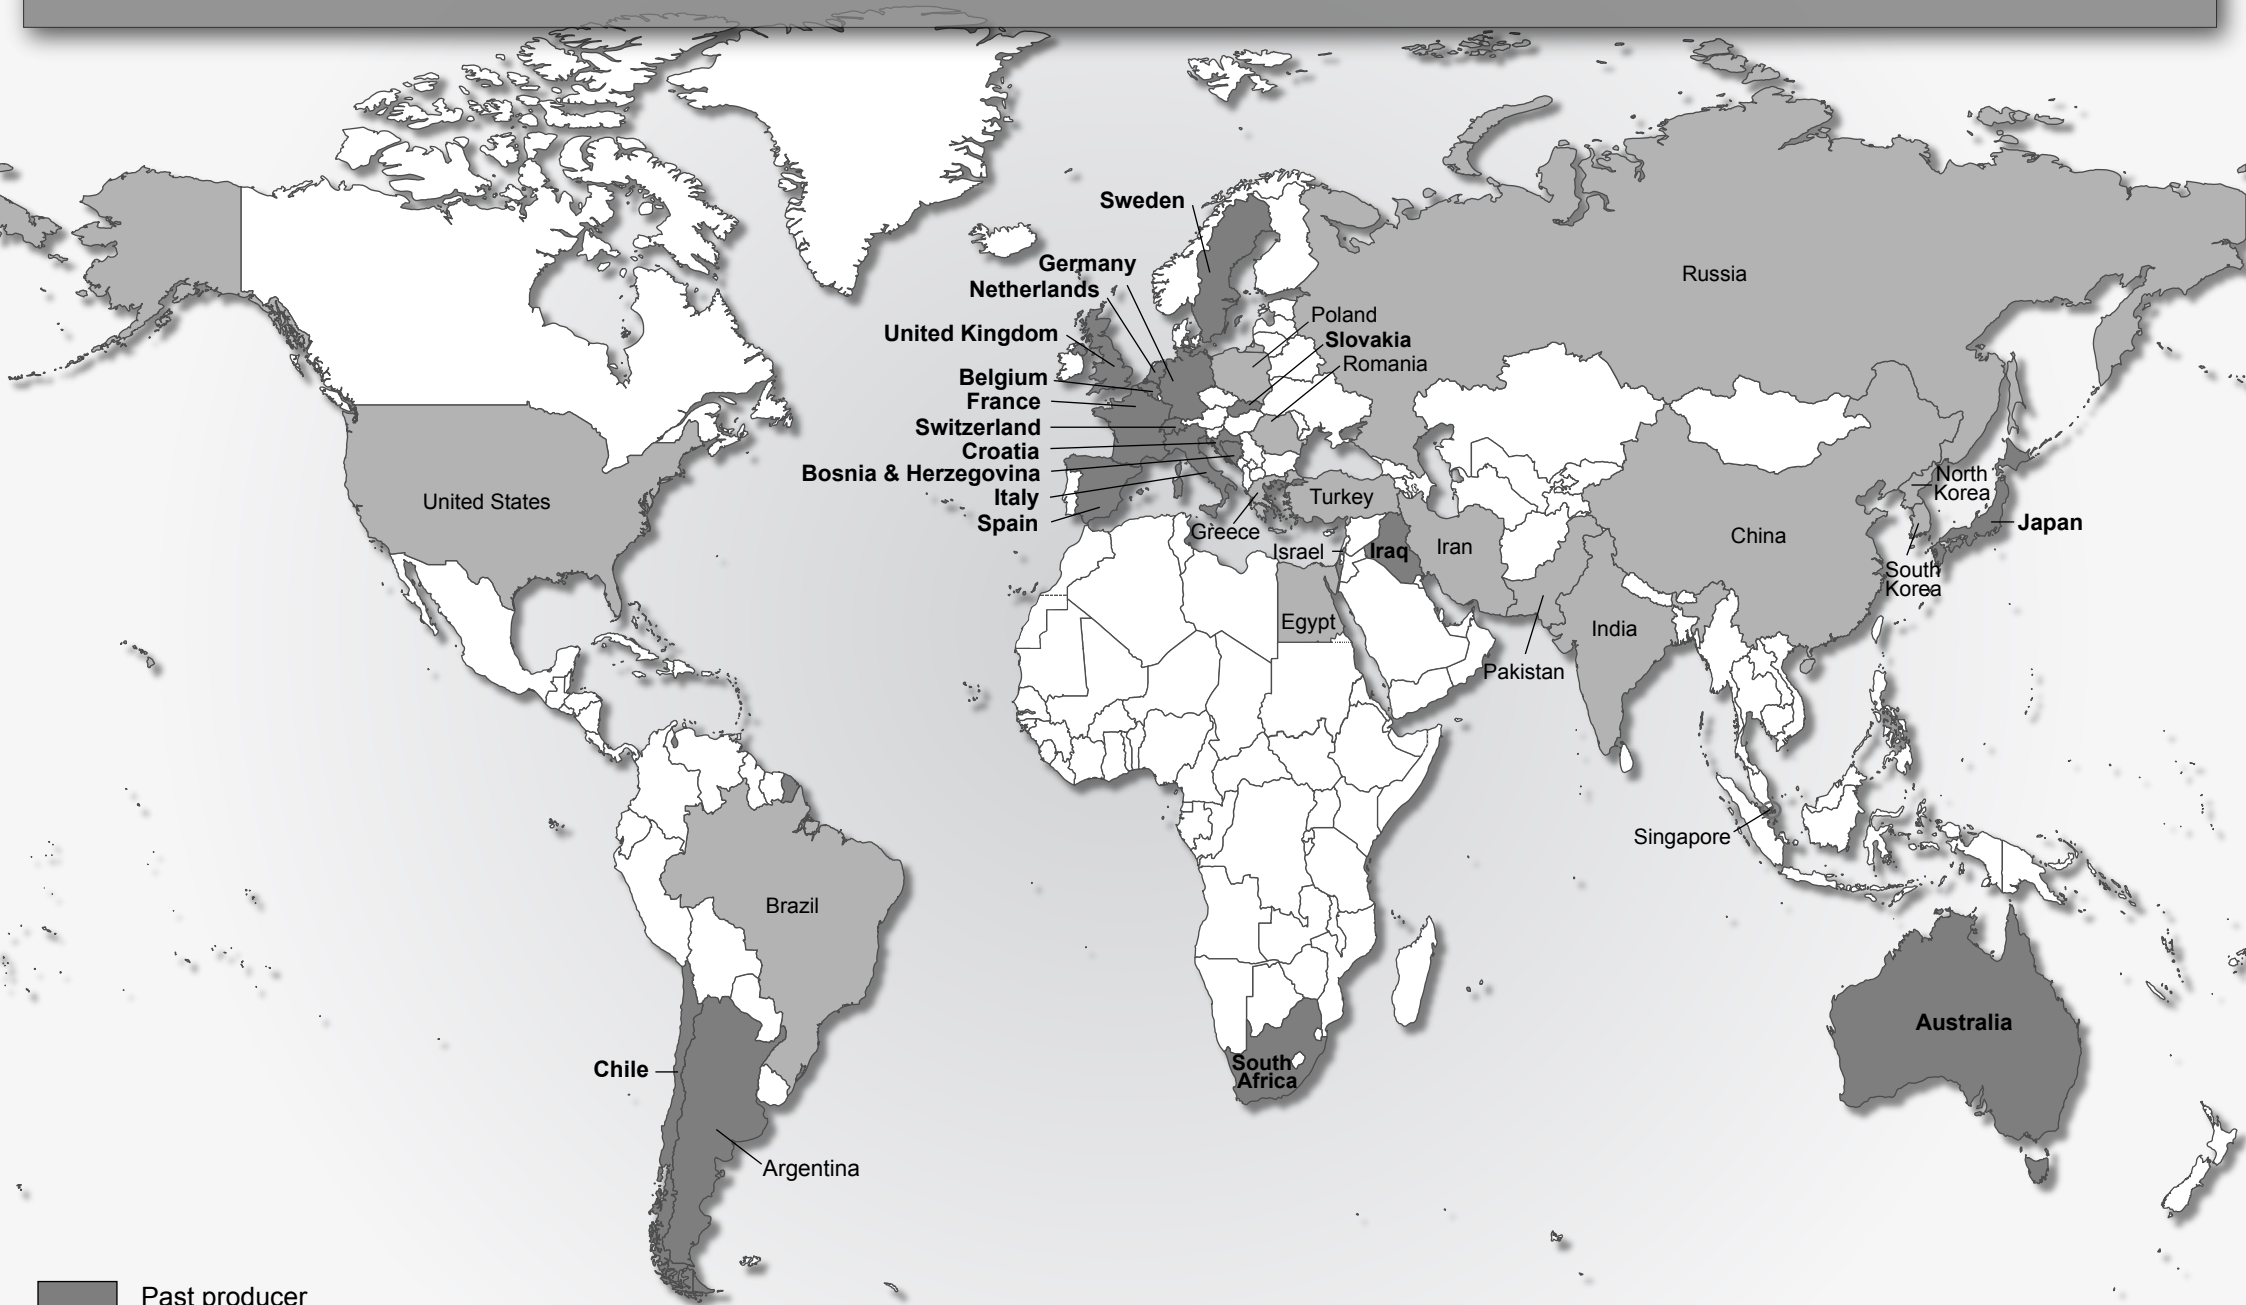 Sweden
Germany
Netherlands
United Kingdom
Belgium
France
Switzerland
Croatia
Bosnia & Herzegovina
Italy
Spain
Poland
Slovakia
Romania
Russia
United States
Turkey
Greece
Israel
Iraq
Iran
Egypt
Pakistan
India
China
North
Korea
South
Korea
Japan
Singapore
Brazil
Chile
Argentina
South
Africa
Australia
Past producer